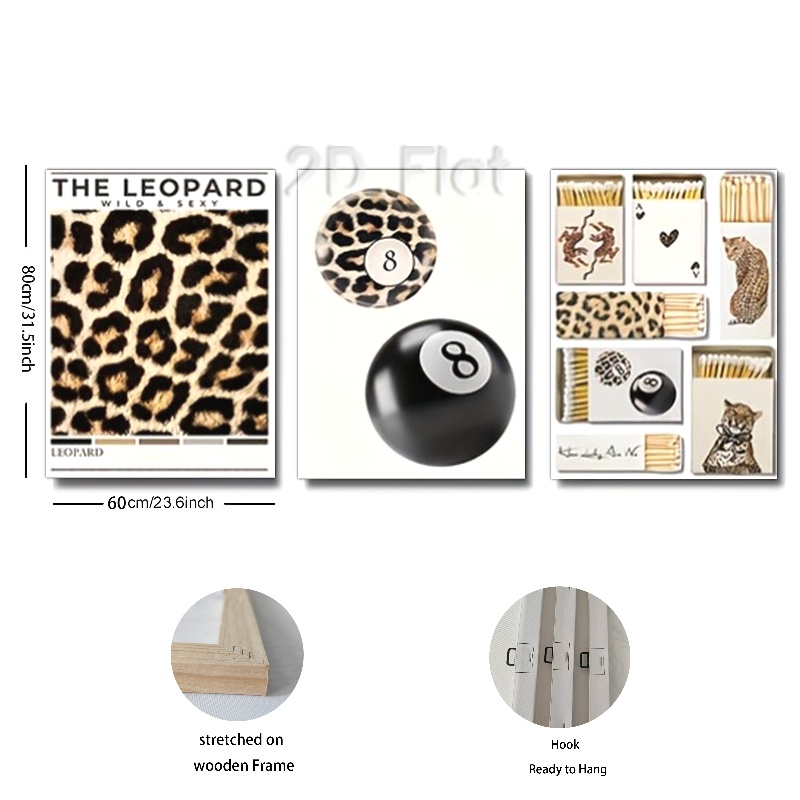 2D Flat
THE LEOPARD
WILD & SEXY
LEOPARD
8
8
A
A
8
8
80cm/31.5inch
60cm/23.6inch
stretched on
wooden Frame
Hook
Ready to Hang